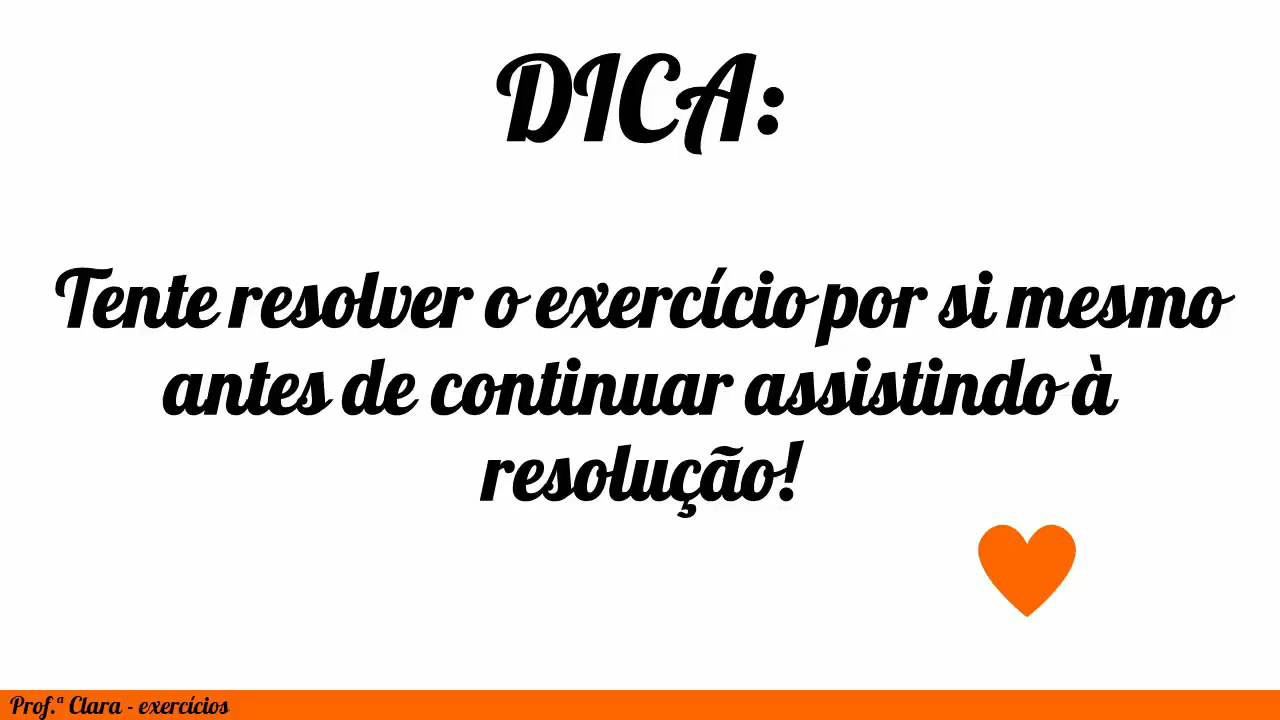 DICA:
Tente resolver o exercício por si mesmo
antes de continuar assistindo à
resolução!
Prof.ª Clara - exercícios